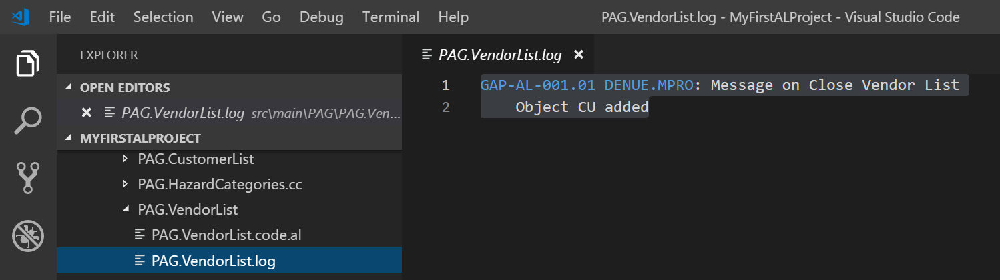 File Edit Selection View Go Debug Terminal Help PAG.VendorList.log - MyFirstALProject - Visual Studio Code
EXPLORER
OPEN EDITORS
PAG.VendorList.log src\main\PAG\PAG.Ven...
MYFIRSTALPROJECT
PAG.CustomerList
PAG.HazardCategories.cc
PAG.VendorList
PAG.VendorList.code.al
PAG.VendorList.log
PAG.VendorList.log
1 GAP-AL-001.01 DENUE.MPRO: Message on Close Vendor List
2 Object CU added